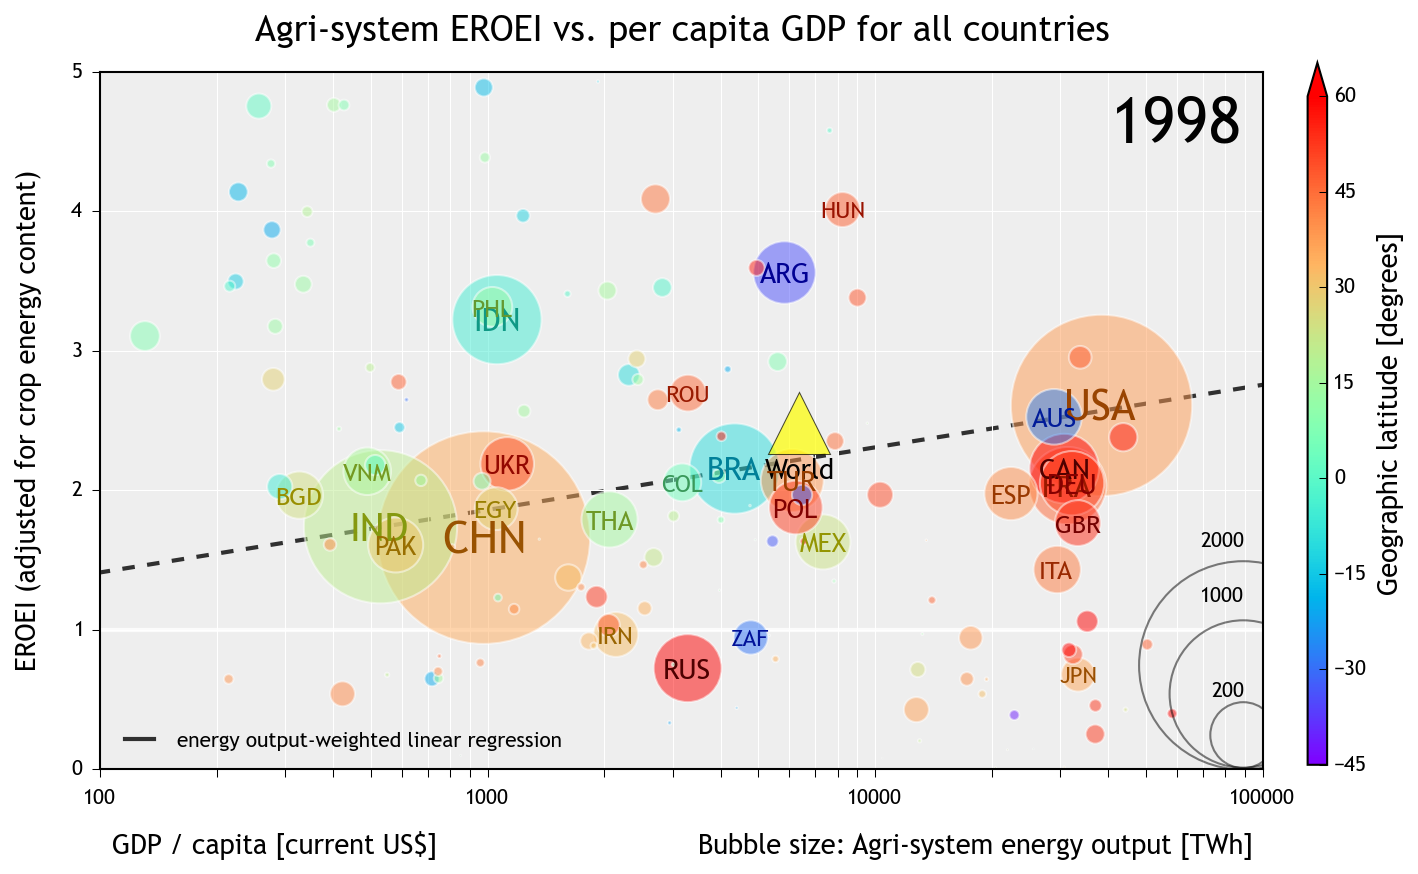 Agri-system EROEI vs. per capita GDP for all countries
1998
EROEI (adjusted for crop energy content)
5
4
3
2
1
0
HUN
ARG
PHL
IDN
ROU
USA
AUS
World
UKR
BRA
CAN
VNM
COL
TUR
BGD
ESP
EGY
POL
THA
IND
GBR
CHN
PAK
MEX
ITA
IRN
ZAF
RUS
JPN
2000
1000
200
energy output-weighted linear regression
100
1000
10000
100000
GDP / capita [current US$]
Bubble size: Agri-system energy output [TWh]
60
45
30
15
0
−15
−30
−45
Geographic latitude [degrees]